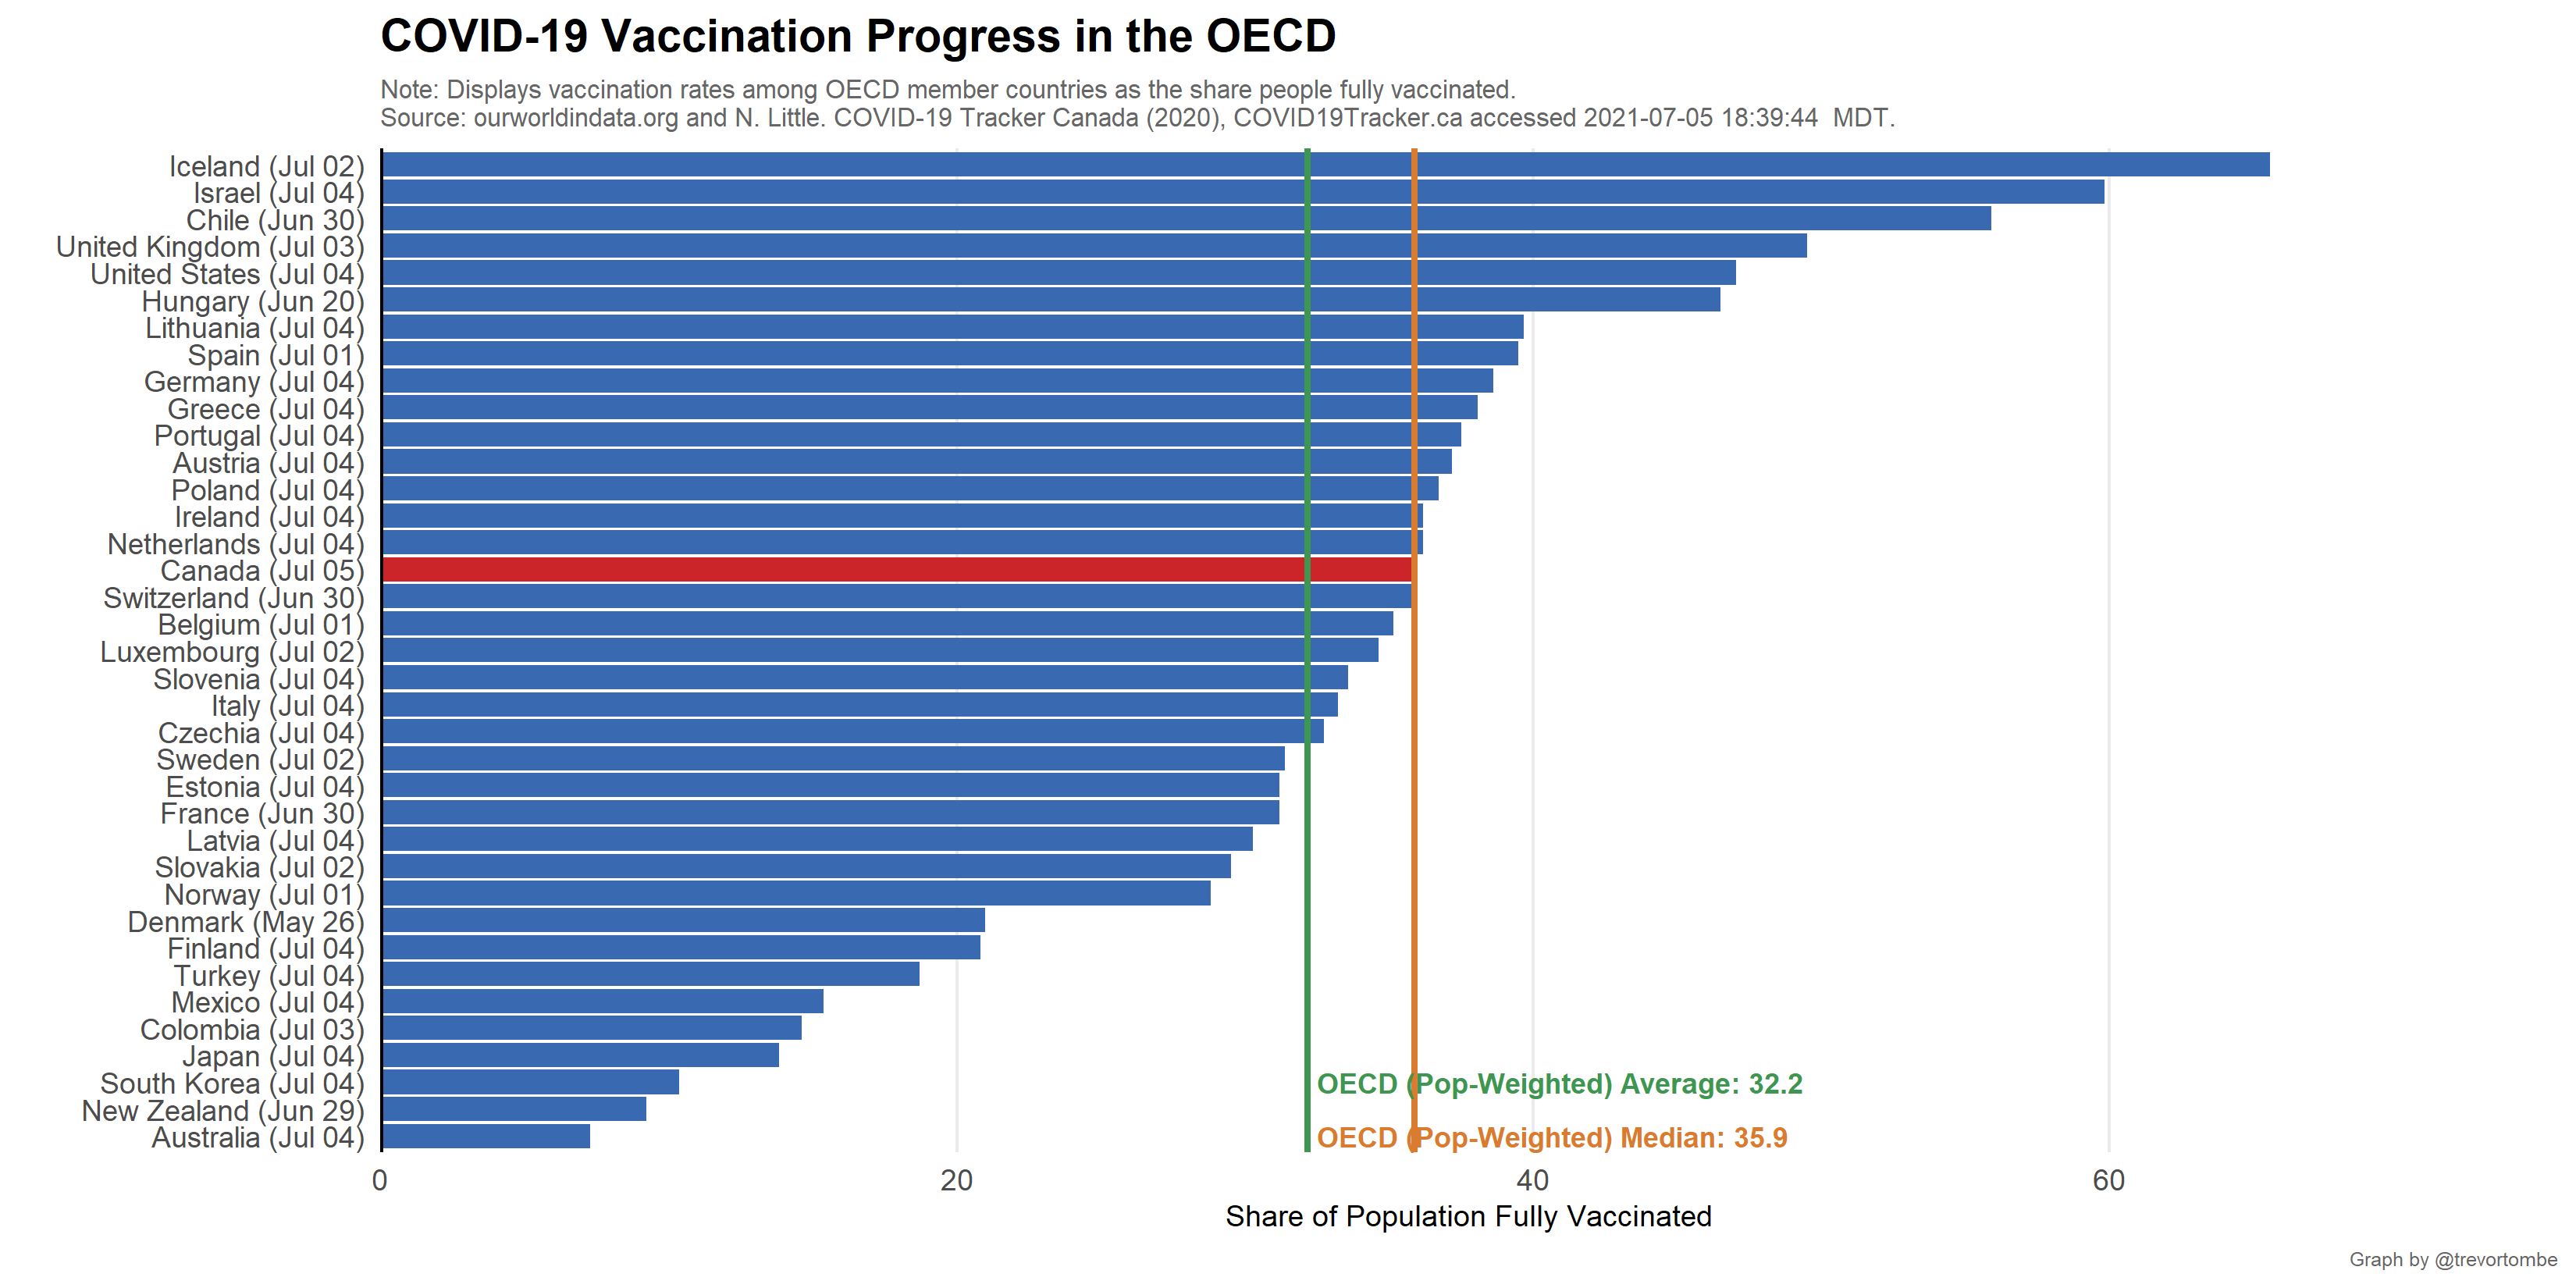 COVID-19 Vaccination Progress in the OECD
Note: Displays vaccination rates among OECD member countries as the share people fully vaccinated.
Source: ourworldindata.org and N. Little. COVID-19 Tracker Canada (2020), COVID19Tracker.ca accessed 2021-07-05 18:39:44  MDT.
Iceland (Jul 02)
Israel (Jul 04)
Chile (Jun 30)
United Kingdom (Jul 03)
United States (Jul 04)
Hungary (Jun 20)
Lithuania (Jul 04)
Spain (Jul 01)
Germany (Jul 04)
Greece (Jul 04)
Portugal (Jul 04)
Austria (Jul 04)
Poland (Jul 04)
Ireland (Jul 04)
Netherlands (Jul 04)
Canada (Jul 05)
Switzerland (Jun 30)
Belgium (Jul 01)
Luxembourg (Jul 02)
Slovenia (Jul 04)
Italy (Jul 04)
Czechia (Jul 04)
Sweden (Jul 02)
Estonia (Jul 04)
France (Jun 30)
Latvia (Jul 04)
Slovakia (Jul 02)
Norway (Jul 01)
Denmark (May 26)
Finland (Jul 04)
Turkey (Jul 04)
Mexico (Jul 04)
Colombia (Jul 03)
Japan (Jul 04)
South Korea (Jul 04)
OECD (Pop-Weighted) Average: 32.2
New Zealand (Jun 29)
Australia (Jul 04)
OECD (Pop-Weighted) Median: 35.9
0 20 40 60
Share of Population Fully Vaccinated
Graph by @trevortombe